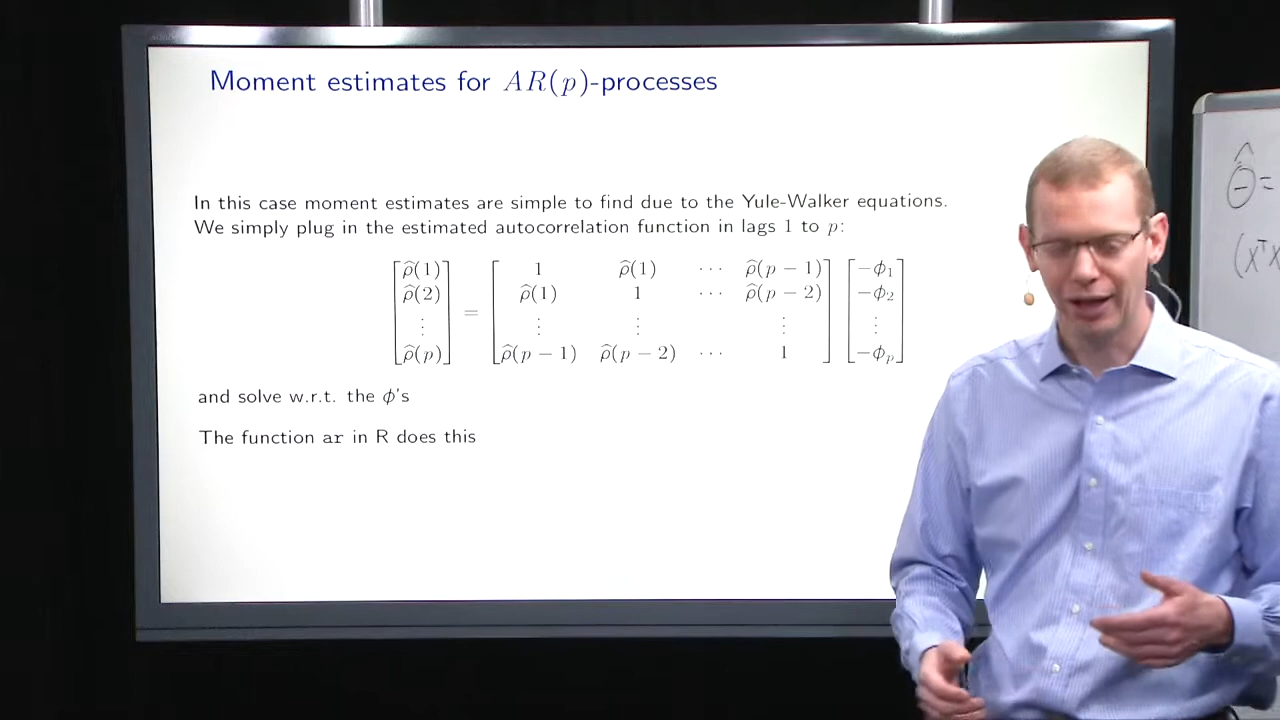 Moment estimates for AR(p)-processes
In this case moment estimates are simple to find due to the Yule-Walker equations.
We simply plug in the estimated autocorrelation function in lags 1 to p:
[ρ̂(1) ρ̂(2) ⋮ ρ̂(p)] = [1 ρ̂(1) ⋯ ρ̂(p − 1) ρ̂(1) 1 ⋯ ρ̂(p − 2) ⋮ ⋮ ⋮ ρ̂(p − 1) ρ̂(p − 2) ⋯ 1] [−ϕ₁ −ϕ₂ ⋮ −ϕₚ]
and solve w.r.t. the ϕ's
The function ar in R does this
Θ̂ =
(XᵀX